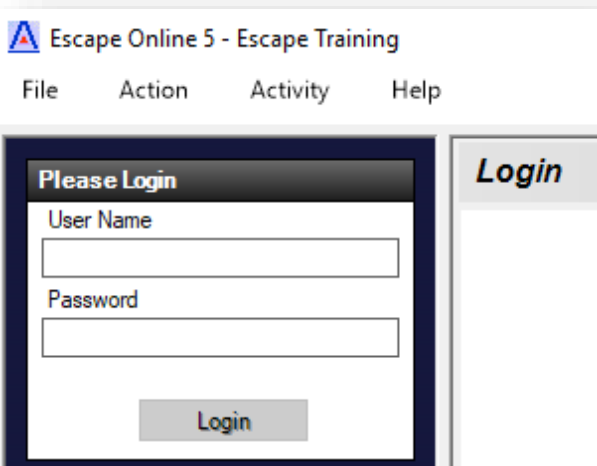 Escape Online 5 - Escape Training
File Action Activity Help
Please Login
Login
User Name
Password
Login